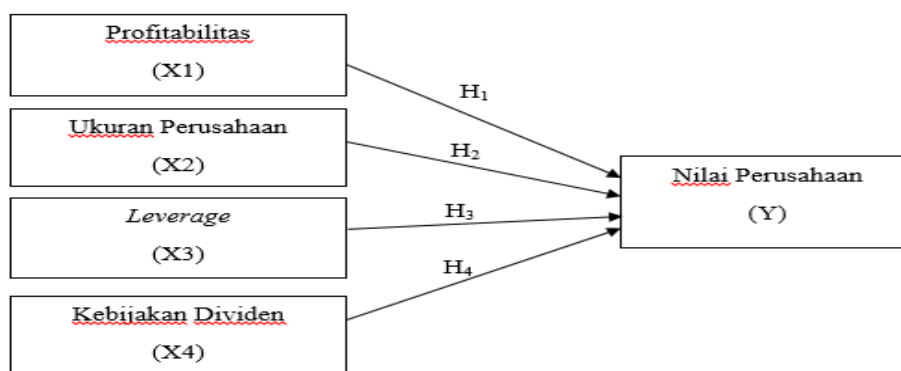 Profitabilitas
(X1)
H₁
Ukuran Perusahaan
(X2)
H₂
Leverage
(X3)
H₃
Kebijakan Dividen
(X4)
H₄
Nilai Perusahaan
(Y)